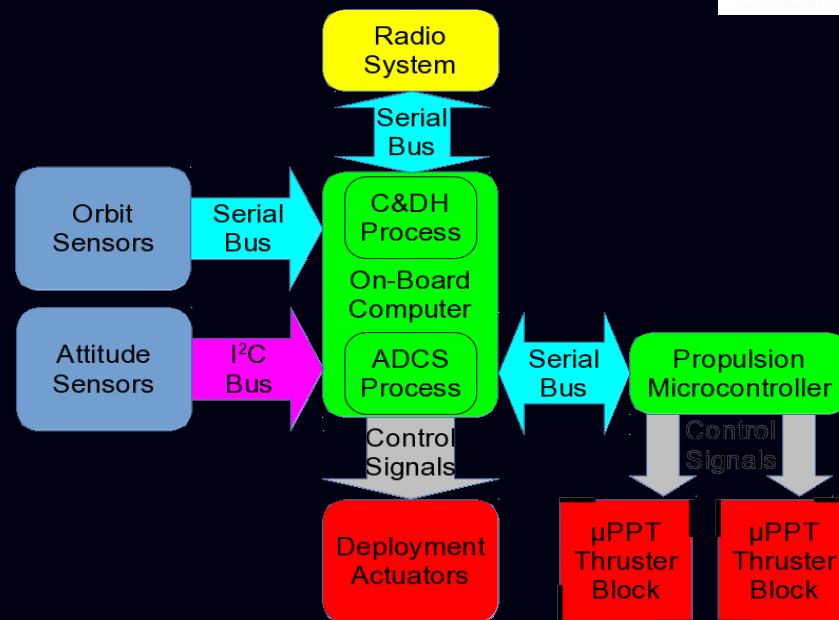 Radio
System
Serial
Bus
Orbit
Sensors
Serial
Bus
C&DH
Process
On-Board
Computer
Attitude
Sensors
I²C
Bus
ADCS
Process
Serial
Bus
Propulsion
Microcontroller
Control
Signals
Control
Signals
Deployment
Actuators
µPPT
Thruster
Block
µPPT
Thruster
Block